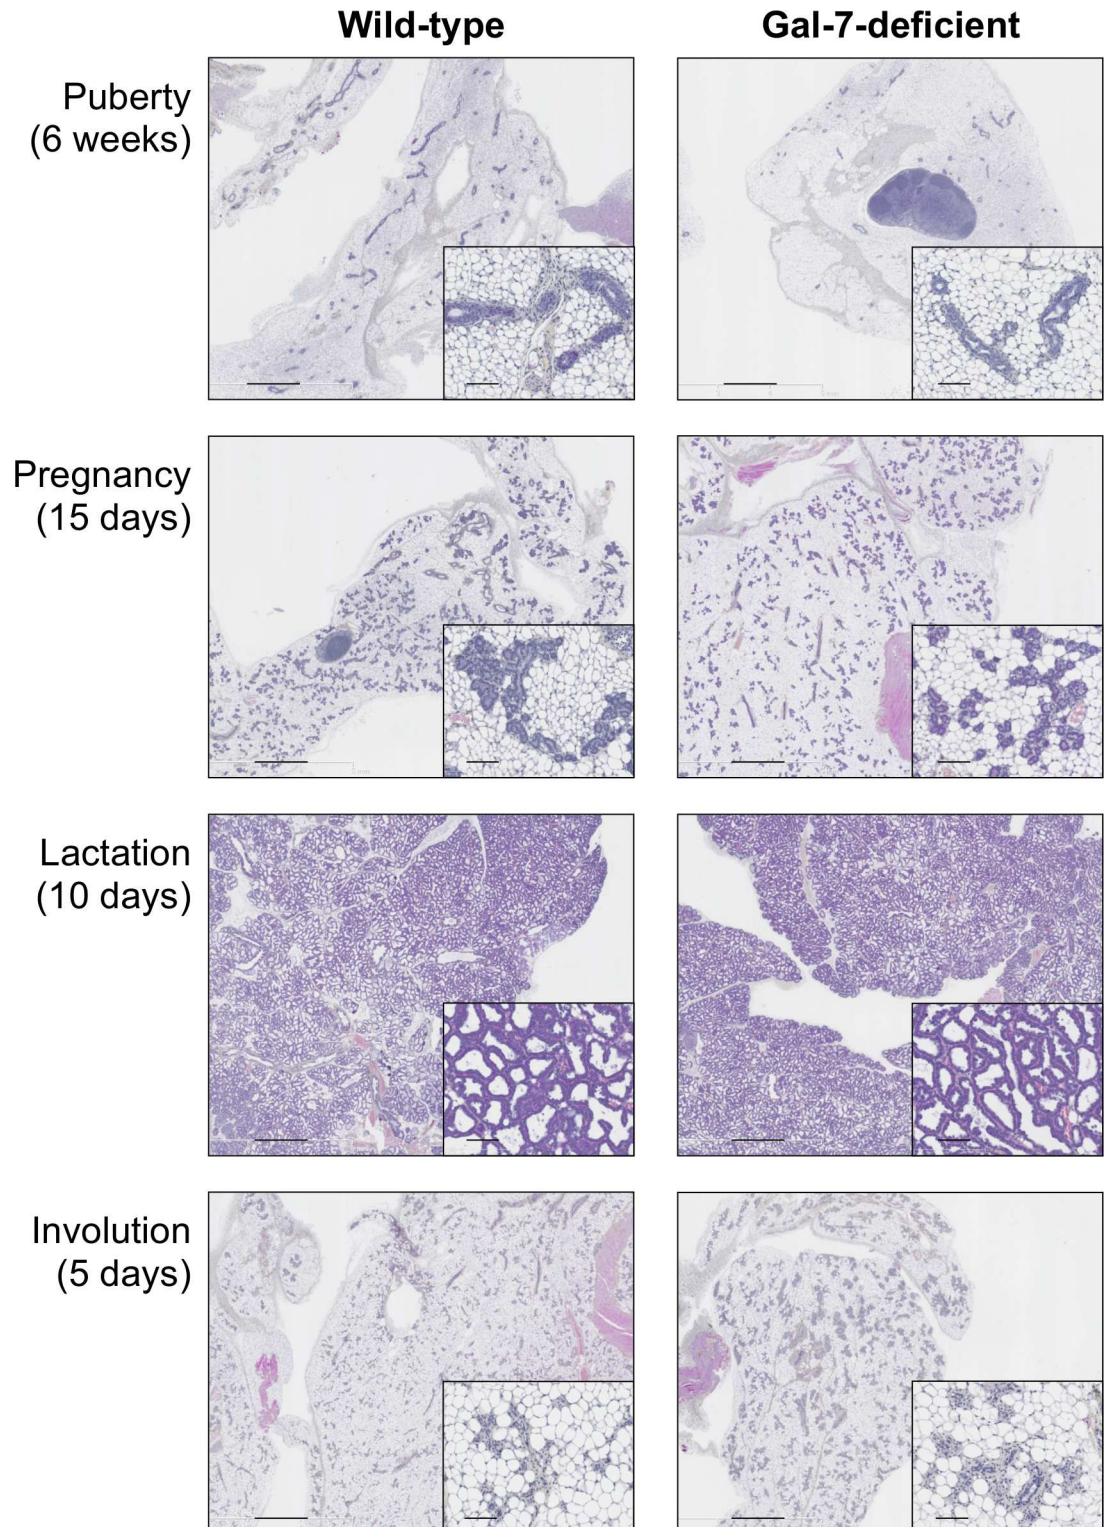 Wild-type
Gal-7-deficient
Puberty
(6 weeks)
Pregnancy
(15 days)
Lactation
(10 days)
Involution
(5 days)